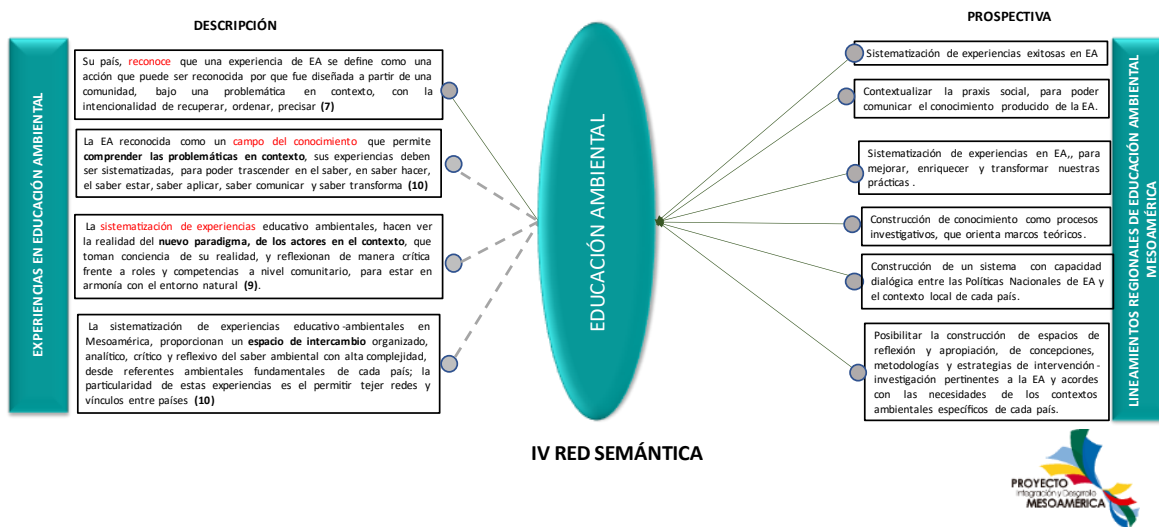 DESCRIPCIÓN
EXPERIENCIAS EN EDUCACIÓN AMBIENTAL
Su país, reconoce que una experiencia de EA se define como una
acción que puede ser reconocida por que fue diseñada a partir de una
comunidad, bajo una problemática en contexto, con la
intencionalidad de recuperar, ordenar, precisar (7)
La EA reconocida como un campo del conocimiento que permite
comprender las problemáticas en contexto, sus experiencias deben
ser sistematizadas, para poder trascender en el saber, en saber hacer,
el saber estar, saber aplicar, saber comunicar y saber transforma (10)
La sistematización de experiencias educativo ambientales, hacen ver
la realidad del nuevo paradigma, de los actores en el contexto, que
toman conciencia de su realidad, y reflexionan de manera crítica
frente a roles y competencias a nivel comunitario, para estar en
armonía con el entorno natural (9).
La sistematización de experiencias educativo -ambientales en
Mesoamérica, proporcionan un espacio de intercambio organizado,
analítico, crítico y reflexivo del saber ambiental con alta complejidad,
desde referentes ambientales fundamentales de cada país; la
particularidad de estas experiencias es el permitir tejer redes y
vínculos entre países (10)
EDUCACIÓN AMBIENTAL
PROSPECTIVA
Sistematización de experiencias exitosas en EA
Contextualizar la praxis social, para poder
comunicar el conocimiento producido de la EA.
Sistematización de experiencias en EA,, para
mejorar, enriquecer y transformar nuestras
prácticas .
Construcción de conocimiento como procesos
investigativos, que orienta marcos teóricos.
Construcción de un sistema con capacidad
dialógica entre las Políticas Nacionales de EA y
el contexto local de cada país.
Posibilitar la construcción de espacios de
reflexión y apropiación, de concepciones,
metodologías y estrategias de intervención -
investigación pertinentes a la EA y acordes
con las necesidades de los contextos
ambientales específicos de cada país.
LINEAMIENTOS REGIONALES DE EDUCACIÓN AMBIENTAL
MESOAMÉRICA
IV RED SEMÁNTICA
PROYECTO
Integración y Desarrollo
MESOAMÉRICA